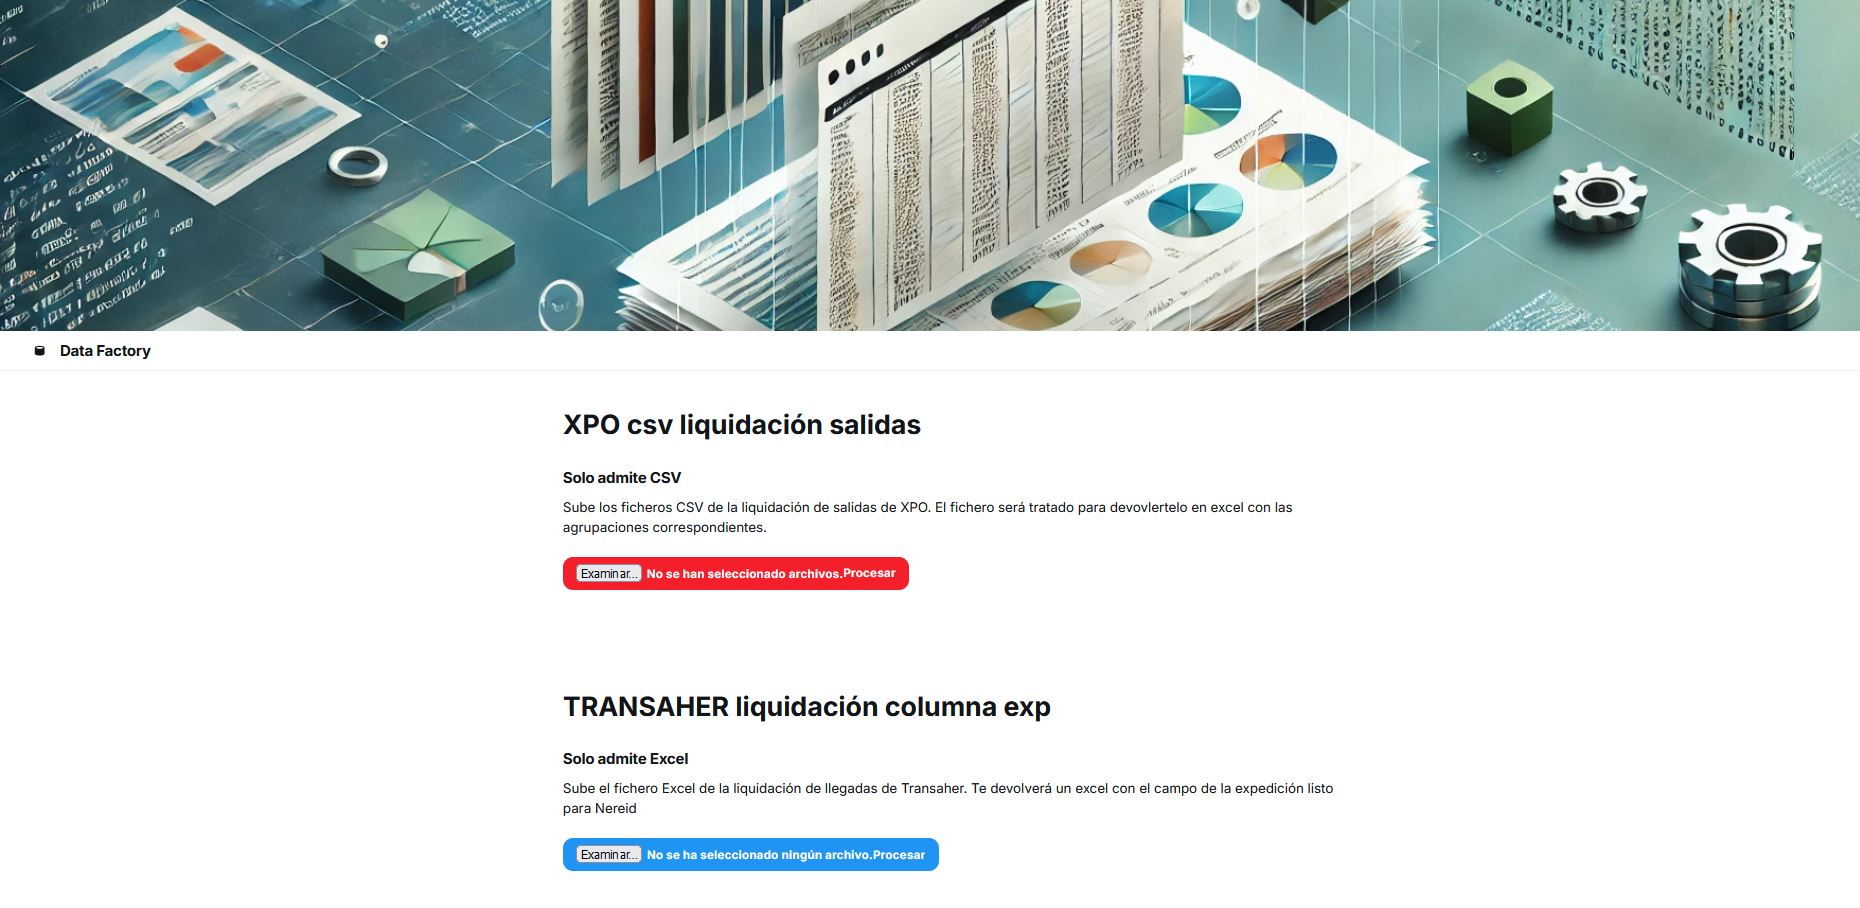 Data Factory
XPO csv liquidación salidas
Solo admite CSV
Sube los ficheros CSV de la liquidación de salidas de XPO. El fichero será tratado para devovlertelo en excel con las
agrupaciones correspondientes.
Examinar... No se han seleccionado archivos.Procesar
TRANSAHER liquidación columna exp
Solo admite Excel
Sube el fichero Excel de la liquidación de llegadas de Transaher. Te devolverá un excel con el campo de la expedición listo
para Nereid
Examinar... No se ha seleccionado ningún archivo.Procesar